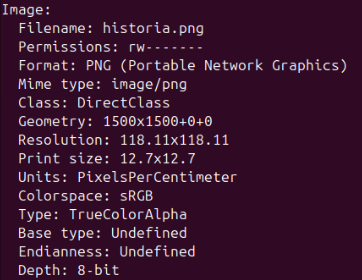 Image:
Filename: historia.png
Permissions: rw-------
Format: PNG (Portable Network Graphics)
Mime type: image/png
Class: DirectClass
Geometry: 1500x1500+0+0
Resolution: 118.11x118.11
Print size: 12.7x12.7
Units: PixelsPerCentimeter
Colorspace: sRGB
Type: TrueColorAlpha
Base type: Undefined
Endianness: Undefined
Depth: 8-bit